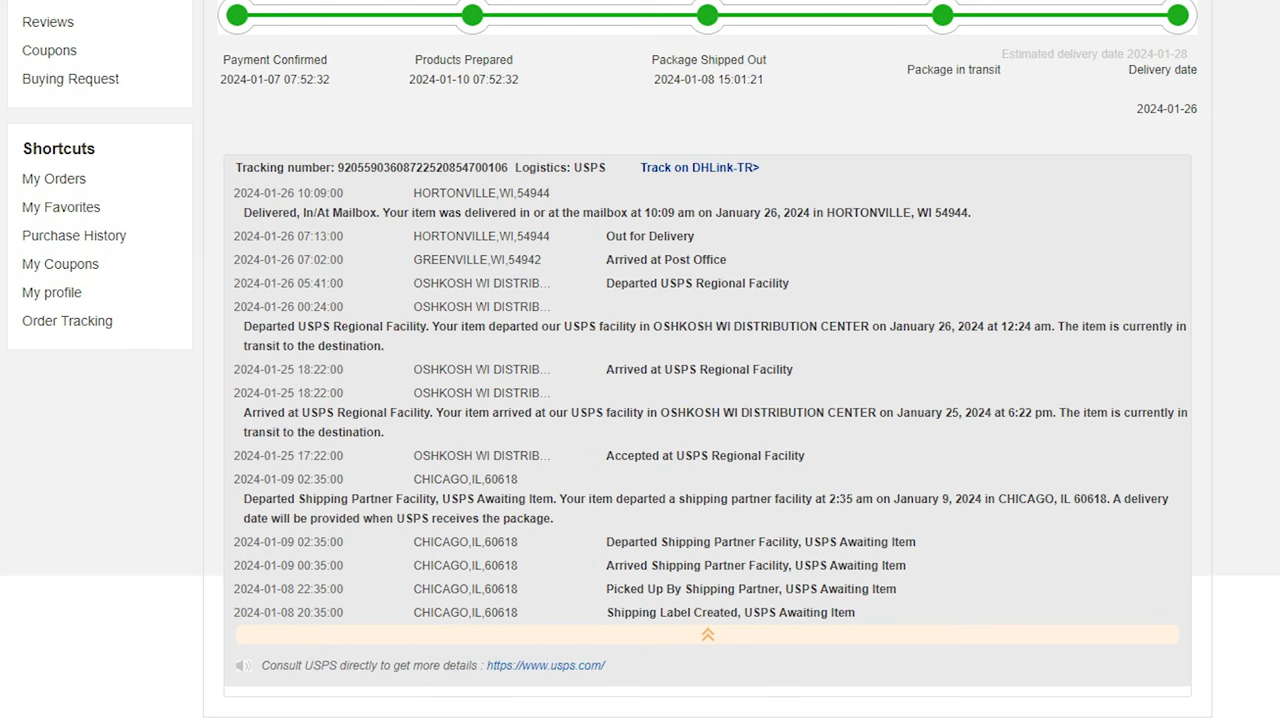 Reviews
Coupons
Buying Request
Payment Confirmed
2024-01-07 07:52:32
Products Prepared
2024-01-10 07:52:32
Package Shipped Out
2024-01-08 15:01:21
Package in transit
Estimated delivery date 2024-01-28
Delivery date
2024-01-26
Shortcuts
My Orders
My Favorites
Purchase History
My Coupons
My profile
Order Tracking
Tracking number: 92055903608722520854700106 Logistics: USPS Track on DHLink-TR>
2024-01-26 10:09:00 HORTONVILLE,WI,54944
Delivered, In/At Mailbox. Your item was delivered in or at the mailbox at 10:09 am on January 26, 2024 in HORTONVILLE, WI 54944.
2024-01-26 07:13:00 HORTONVILLE,WI,54944 Out for Delivery
2024-01-26 07:02:00 GREENVILLE,WI,54942 Arrived at Post Office
2024-01-26 05:41:00 OSHKOSH WI DISTRIB... Departed USPS Regional Facility
2024-01-26 00:24:00 OSHKOSH WI DISTRIB...
Departed USPS Regional Facility. Your item departed our USPS facility in OSHKOSH WI DISTRIBUTION CENTER on January 26, 2024 at 12:24 am. The item is currently in
transit to the destination.
2024-01-25 18:22:00 OSHKOSH WI DISTRIB... Arrived at USPS Regional Facility
2024-01-25 18:22:00 OSHKOSH WI DISTRIB...
Arrived at USPS Regional Facility. Your item arrived at our USPS facility in OSHKOSH WI DISTRIBUTION CENTER on January 25, 2024 at 6:22 pm. The item is currently in
transit to the destination.
2024-01-25 17:22:00 OSHKOSH WI DISTRIB... Accepted at USPS Regional Facility
2024-01-09 02:35:00 CHICAGO,IL,60618
Departed Shipping Partner Facility, USPS Awaiting Item. Your item departed a shipping partner facility at 2:35 am on January 9, 2024 in CHICAGO, IL 60618. A delivery
date will be provided when USPS receives the package.
2024-01-09 02:35:00 CHICAGO,IL,60618 Departed Shipping Partner Facility, USPS Awaiting Item
2024-01-09 00:35:00 CHICAGO,IL,60618 Arrived Shipping Partner Facility, USPS Awaiting Item
2024-01-08 22:35:00 CHICAGO,IL,60618 Picked Up By Shipping Partner, USPS Awaiting Item
2024-01-08 20:35:00 CHICAGO,IL,60618 Shipping Label Created, USPS Awaiting Item
Consult USPS directly to get more details : https://www.usps.com/